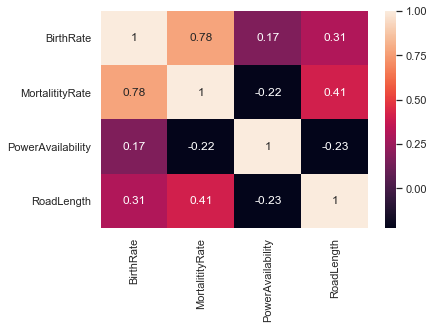 BirthRate 1 0.78 0.17 0.31
MortalitityRate 0.78 1 -0.22 0.41
PowerAvailability 0.17 -0.22 1 -0.23
RoadLength 0.31 0.41 -0.23 1
BirthRate
MortalitityRate
PowerAvailability
RoadLength
1.00
0.75
0.50
0.25
0.00